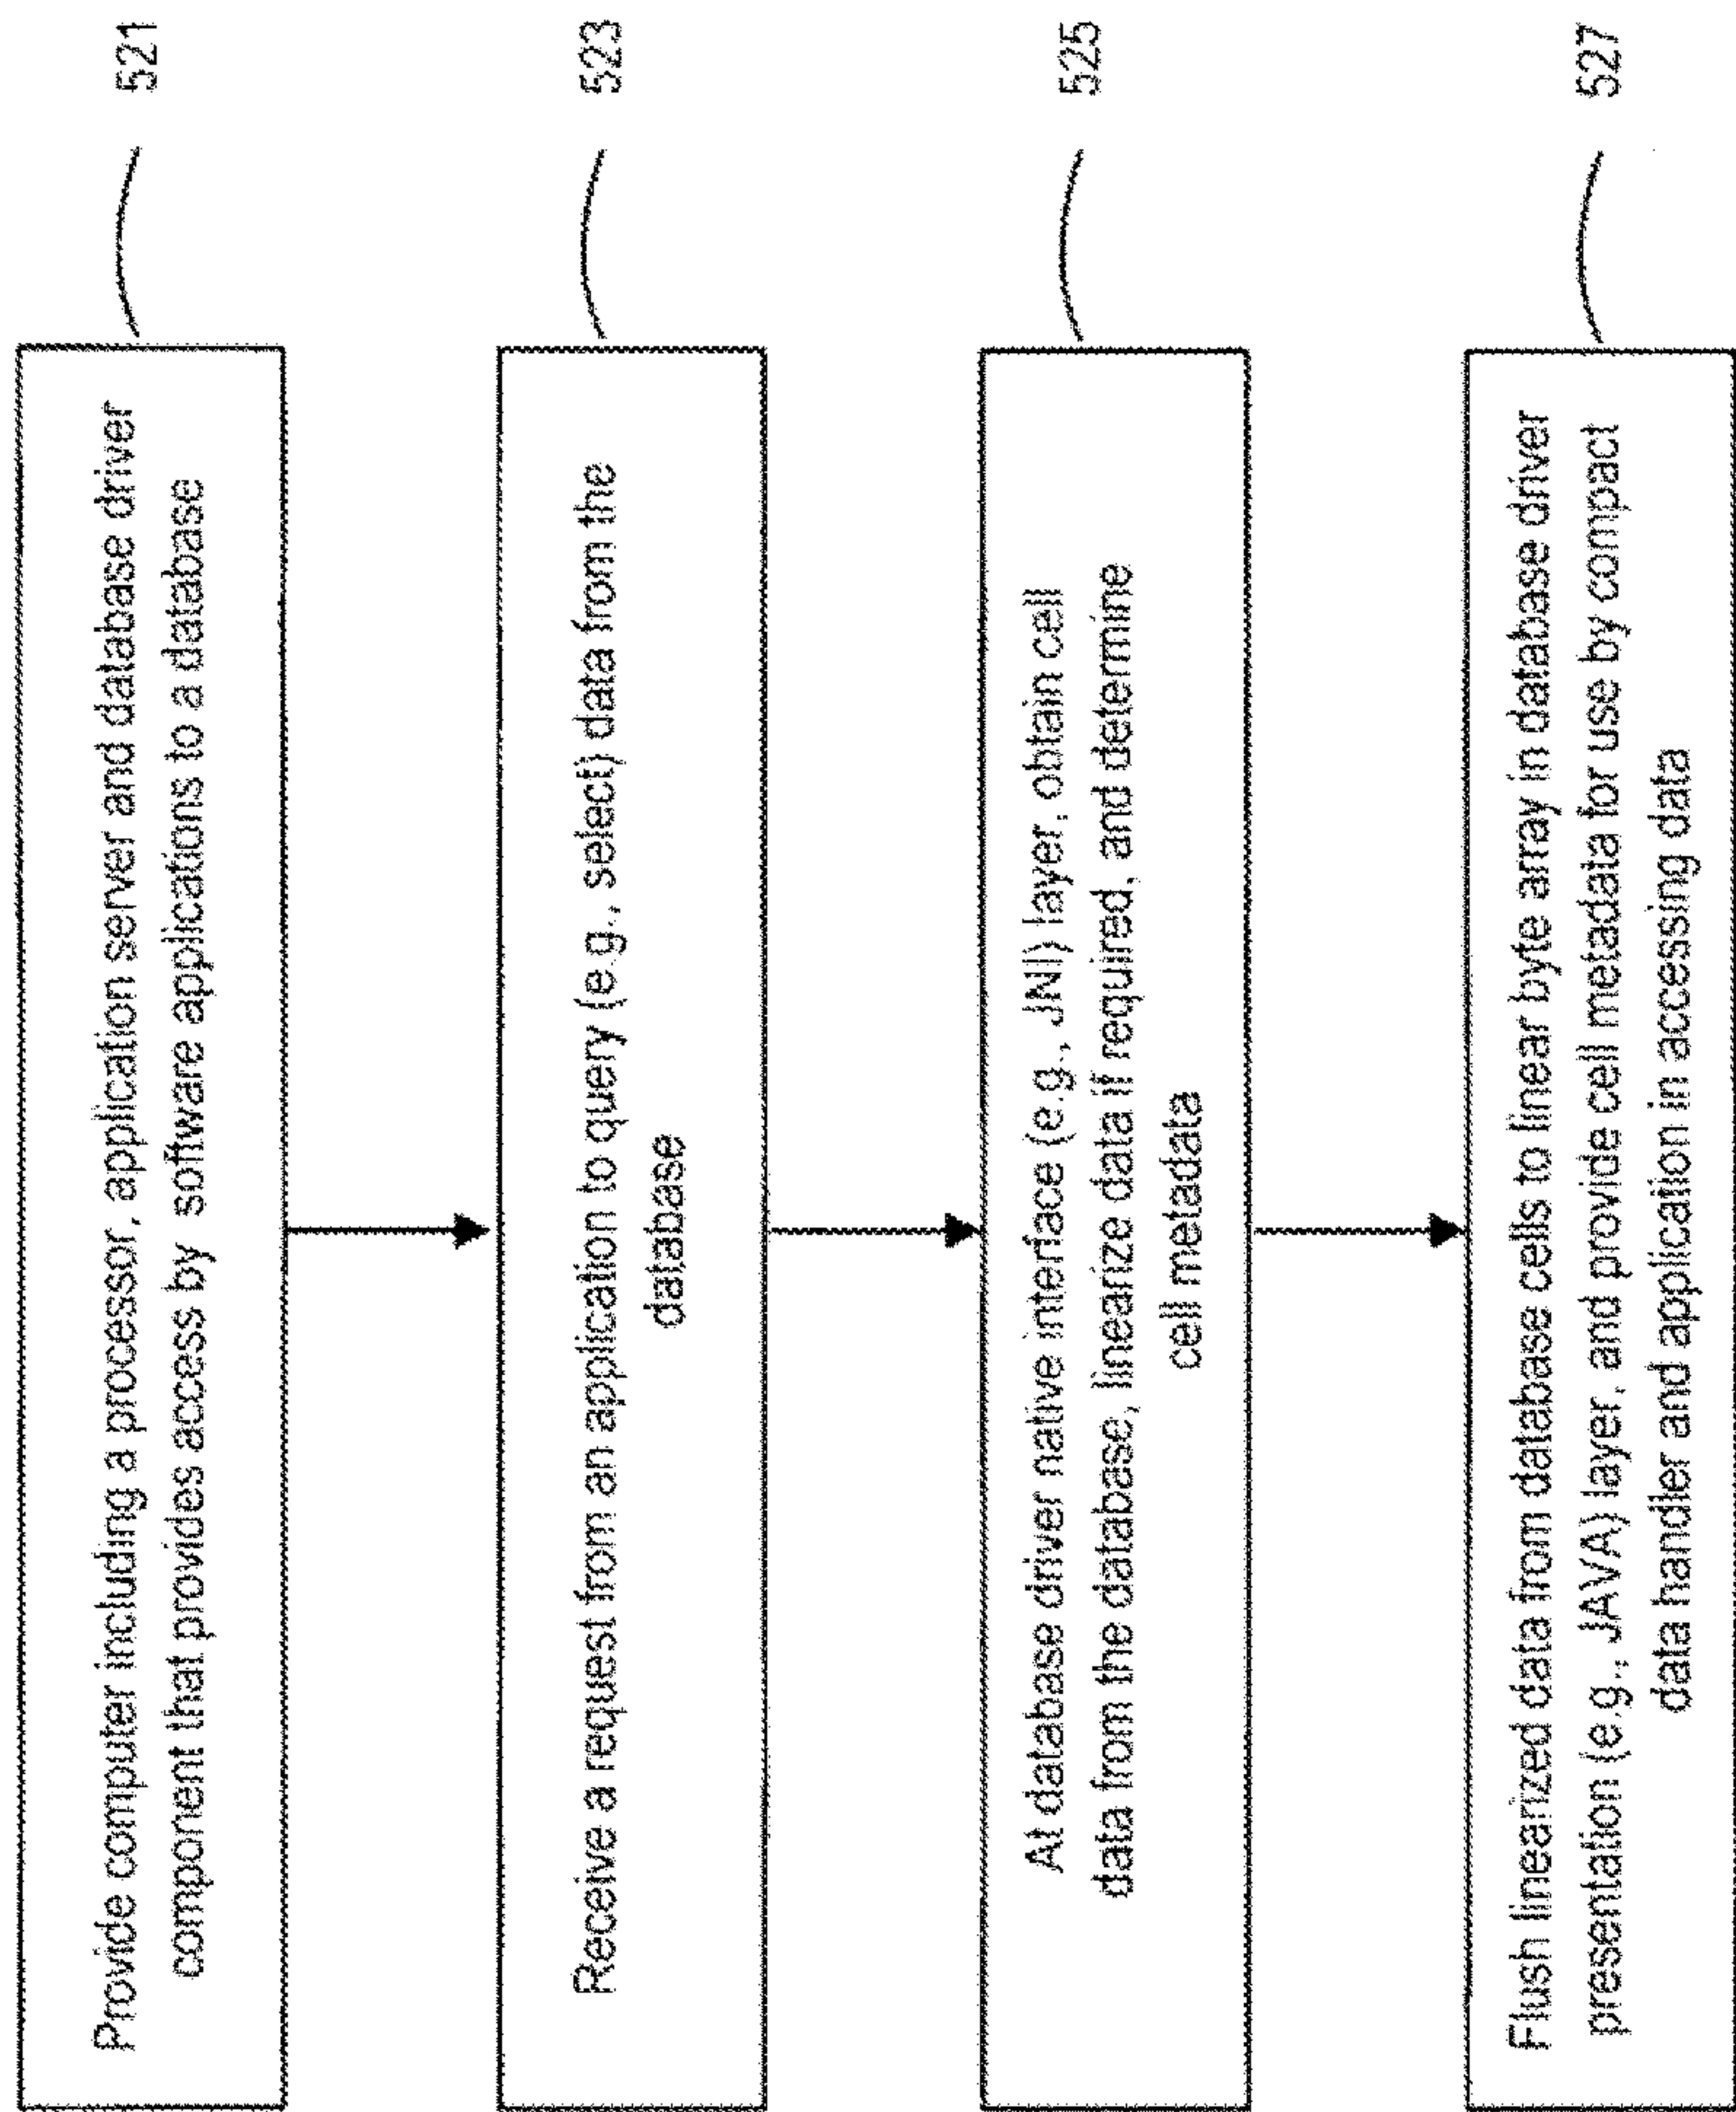 Provide computer including a processor, application server and database driver
component that provides access by software applications to a database
521
Receive a request from an application to query (e.g., select) data from the
database
523
At database driver native interface (e.g., JNI) layer, obtain cell
data from the database, linearize data if required, and determine
cell metadata
525
Flush linearized data from database cells to linear byte array in database driver
presentation (e.g., JAVA) layer, and provide cell metadata for use by compact
data handler and application in accessing data
527